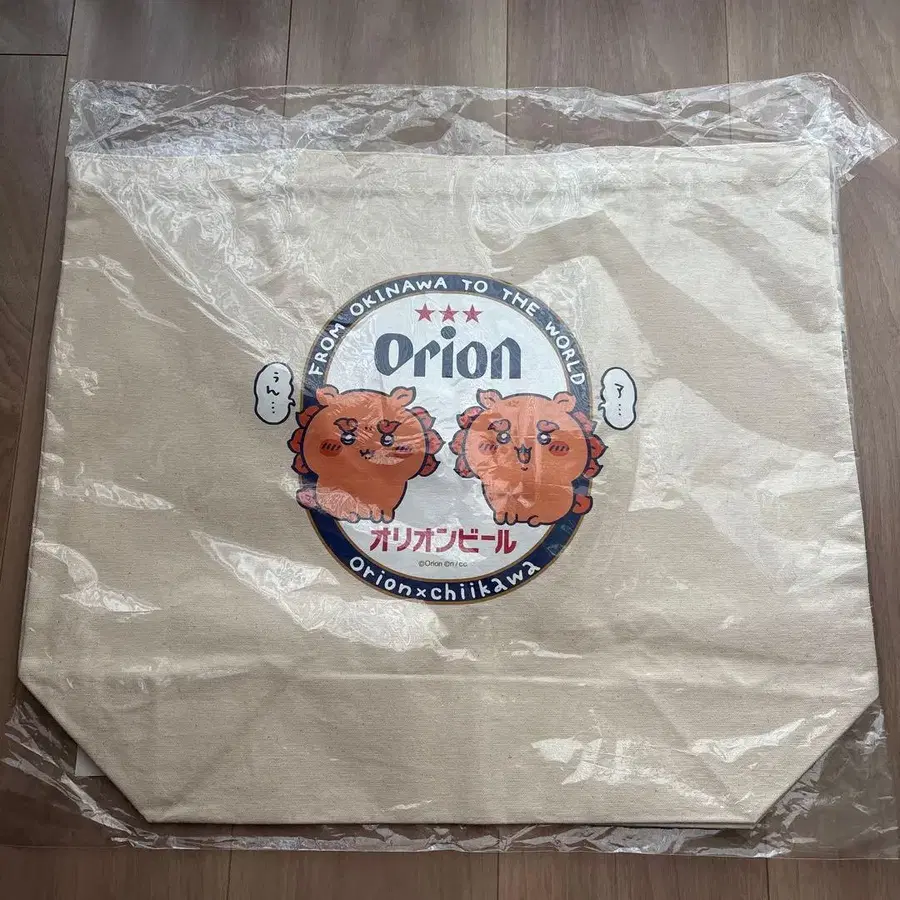 FROM OKINAWA TO THE WORLD
★★★
Orion
うん…
ア…
オリオンビール
©Orion ©n / cc.
orion×chiikawa